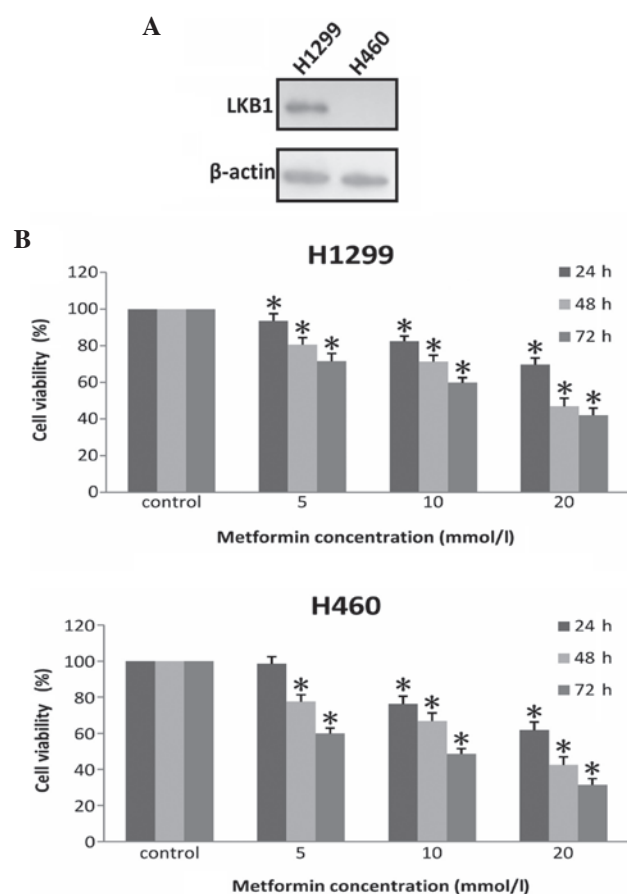 A
H1299 H460
LKB1
β-actin
B
H1299
120
100
80
60
40
20
0
Cell viability (%)
24 h
48 h
72 h
* * *
* * *
* * *
control 5 10 20
Metformin concentration (mmol/l)
H460
120
100
80
60
40
20
0
Cell viability (%)
24 h
48 h
72 h
* *
* * *
* * *
control 5 10 20
Metformin concentration (mmol/l)